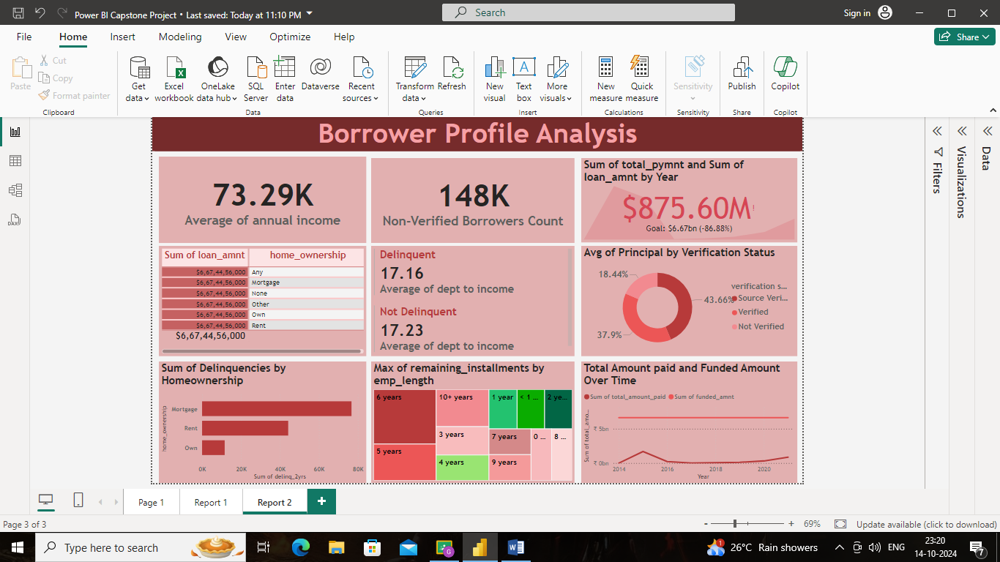 Power BI Capstone Project • Last saved: Today at 11:10 PM
Search
Sign in
File Home Insert Modeling View Optimize Help
Share
Paste
Cut
Copy
Format painter
Clipboard
Get data
Excel workbook
OneLake data hub
SQL Server
Enter data
Dataverse
Recent sources
Data
Transform data
Refresh
Queries
New visual
Text box
More visuals
Insert
New measure
Quick measure
Calculations
Sensitivity
Sensitivity
Publish
Share
Copilot
Copilot
Borrower Profile Analysis
73.29K
Average of annual income
148K
Non-Verified Borrowers Count
Sum of total_pymnt and Sum of
loan_amnt by Year
$875.60M!
Goal: $6.67bn (-86.88%)
Sum of loan_amnt home_ownership
$6,67,44,56,000 Any
$6,67,44,56,000 Mortgage
$6,67,44,56,000 None
$6,67,44,56,000 Other
$6,67,44,56,000 Own
$6,67,44,56,000 Rent
$6,67,44,56,000
Delinquent
17.16
Average of dept to income
Not Delinquent
17.23
Average of dept to income
Avg of Principal by Verification Status
18.44%
43.66%
37.9%
verification s...
Source Veri...
Verified
Not Verified
Sum of Delinquencies by
Homeownership
home_ownership
Mortgage
Rent
Own
0K 20K 40K 60K 80K
Sum of delinq_2yrs
Max of remaining_installments by
emp_length
6 years
5 years
10+ years
3 years
4 years
1 year
< 1 ...
2 ye...
7 years
9 years
0 ...
8 ...
Total Amount paid and Funded Amount
Over Time
Sum of total_amount_paid Sum of funded_amnt
Sum of total_amo...
₹ 5bn
₹ 0bn
2014 2016 2018 2020
Year
Filters
Visualizations
Data
Page 1 Report 1 Report 2 +
Page 3 of 3
- + 69%
Update available (click to download)
Type here to search
26°C Rain showers
ENG
23:20
14-10-2024
7